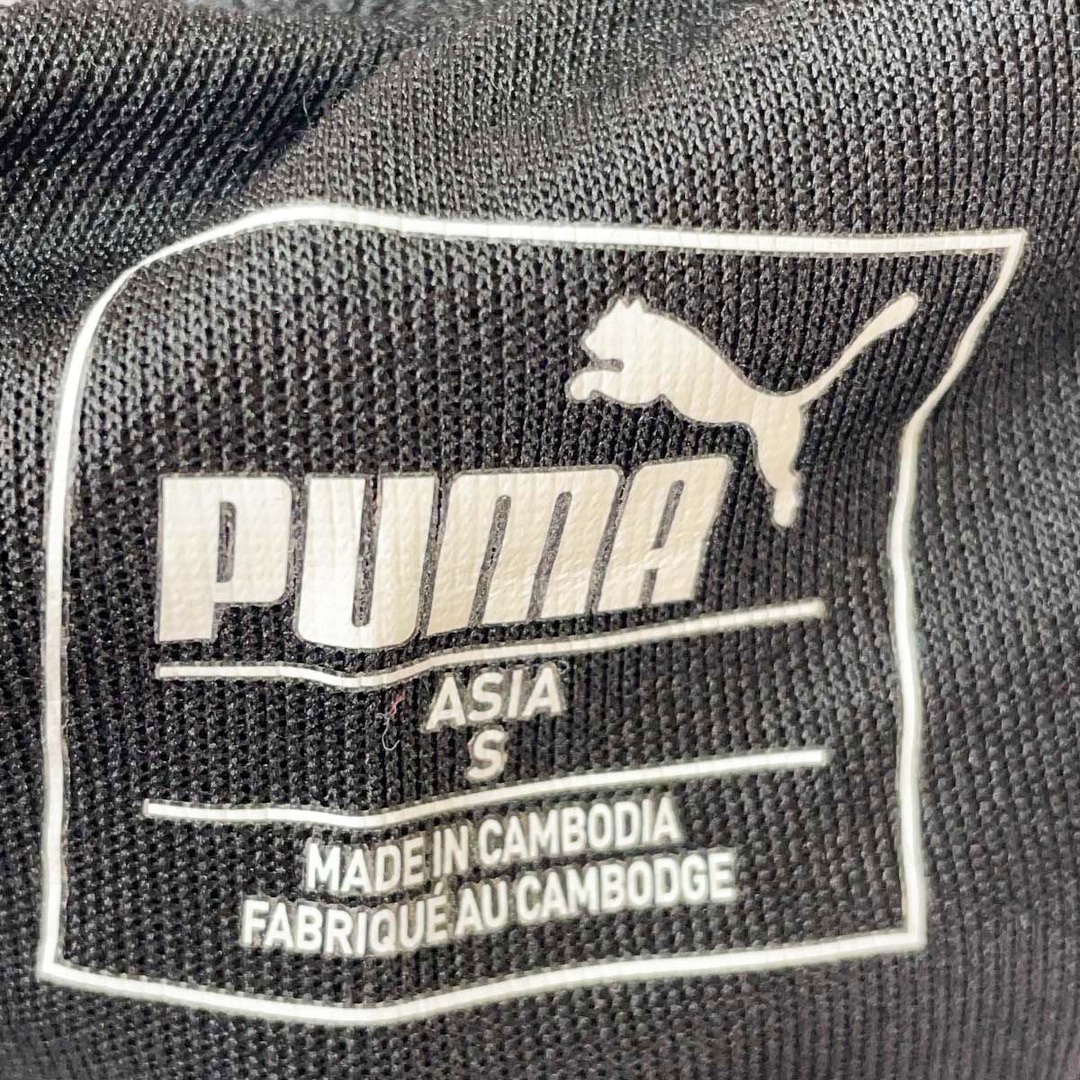 PUMA
ASIA
S
MADE IN CAMBODIA
FABRIQUÉ AU CAMBODGE